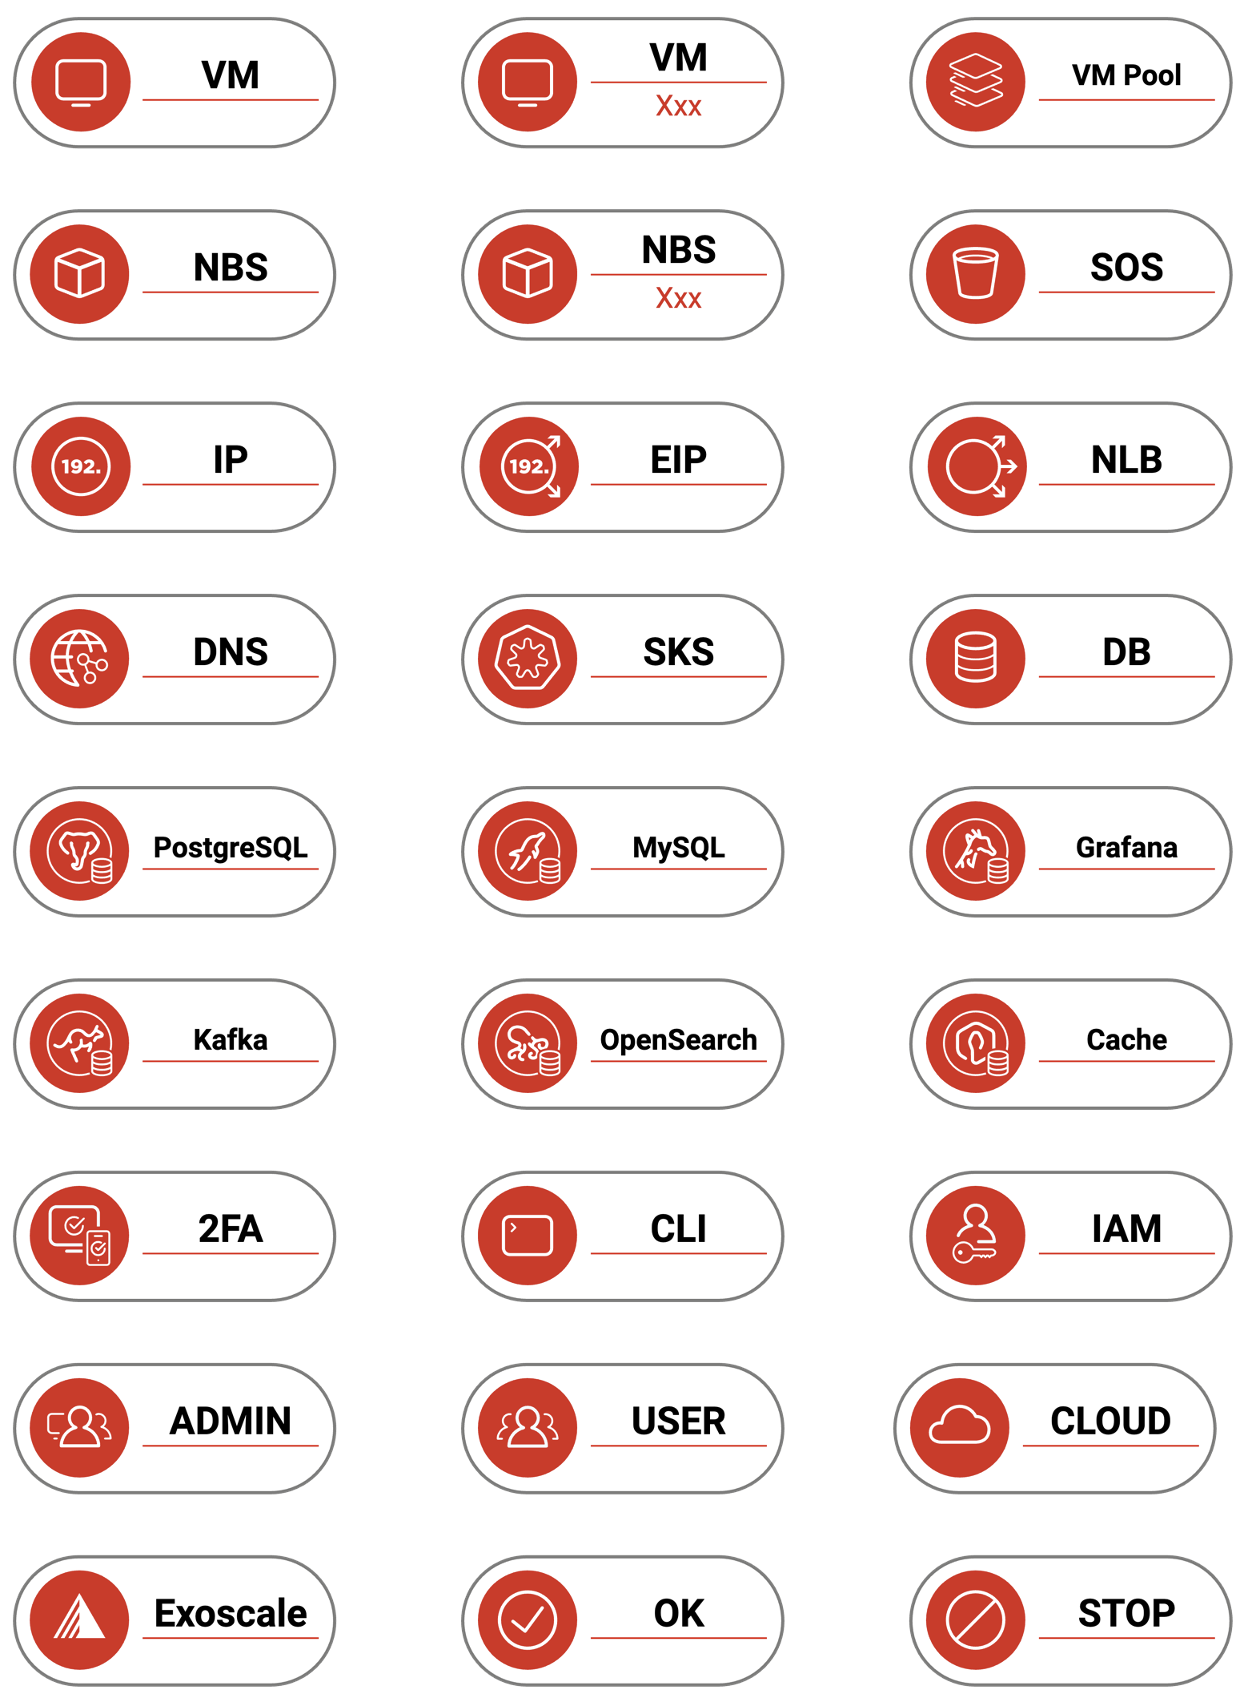 VM
VM
Xxx
VM Pool
NBS
NBS
Xxx
SOS
192.
IP
192.
EIP
NLB
DNS
SKS
DB
PostgreSQL
MySQL
Grafana
Kafka
OpenSearch
Cache
2FA
CLI
IAM
ADMIN
USER
CLOUD
Exoscale
OK
STOP